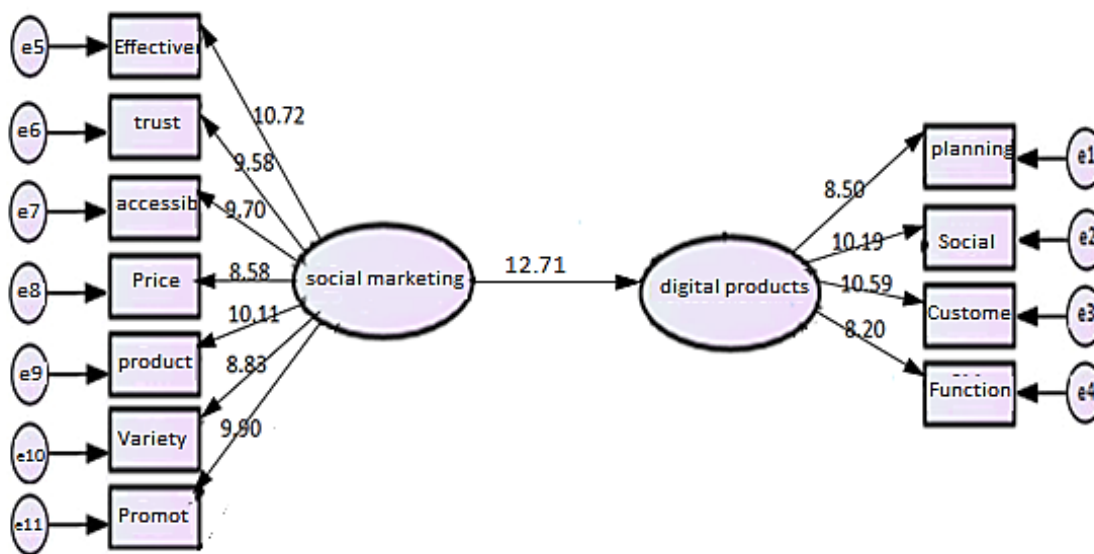 e5
Effective
10.72
e6
trust
9.58
e7
accessib
9.70
e8
Price
8.58
e9
product
10.11
e10
Variety
8.83
e11
Promot
9.90
social marketing
12.71
digital products
8.50
planning
e1
10.19
Social
e2
10.59
Custome
e3
8.20
Function
e4